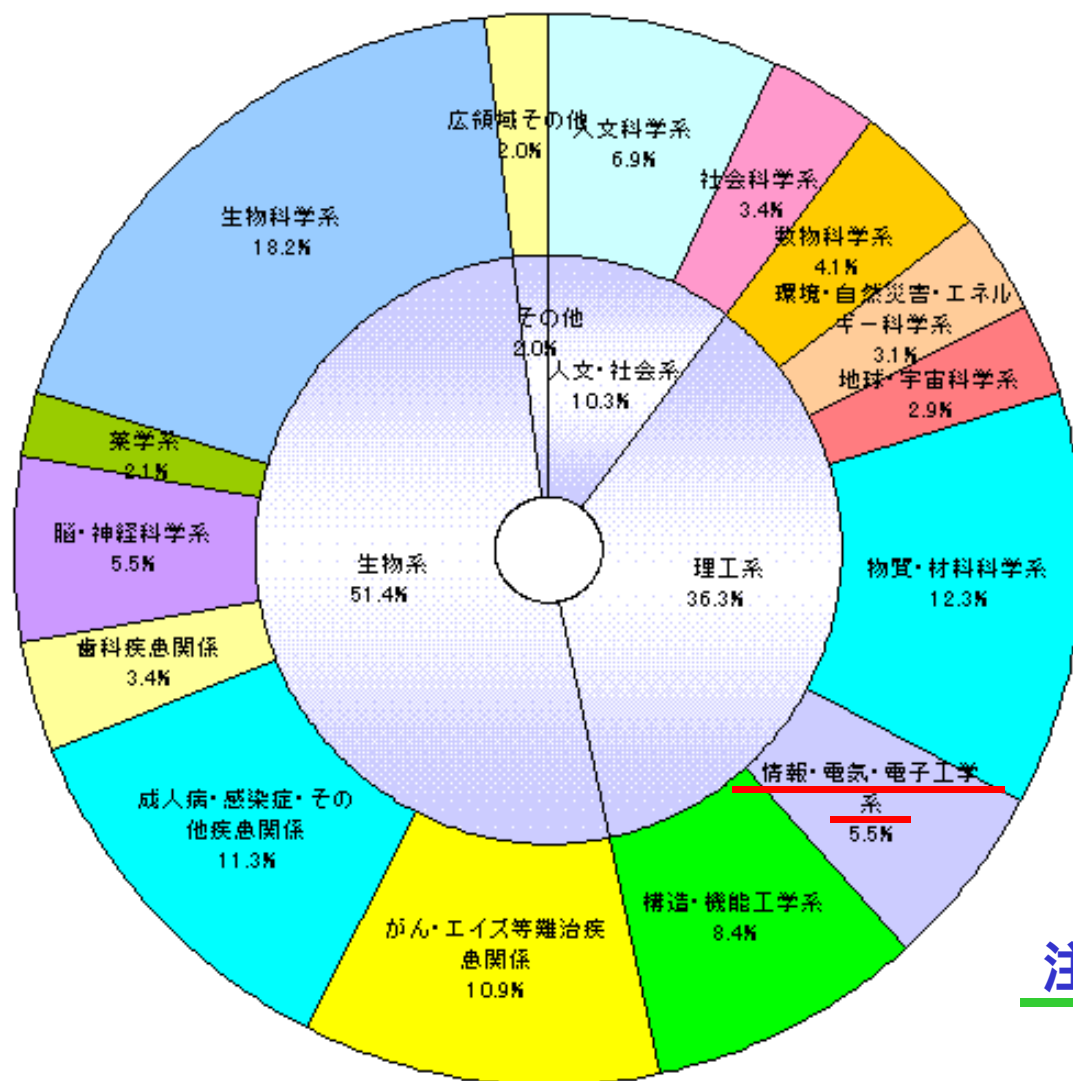 広領域その他
2.0%
人文科学系
6.9%
社会科学系
3.4%
数物科学系
4.1%
環境・自然災害・エネル
ギー科学系
3.1%
地球・宇宙科学系
2.9%
物質・材料科学系
12.3%
情報・電気・電子工学
系
5.5%
構造・機能工学系
8.4%
がん・エイズ等難治疾
患関係
10.9%
成人病・感染症・その
他疾患関係
11.3%
歯科疾患関係
3.4%
脳・神経科学系
5.5%
薬学系
2.1%
生物科学系
18.2%
その他
2.0%
人文・社会系
10.3%
理工系
36.3%
生物系
51.4%
注